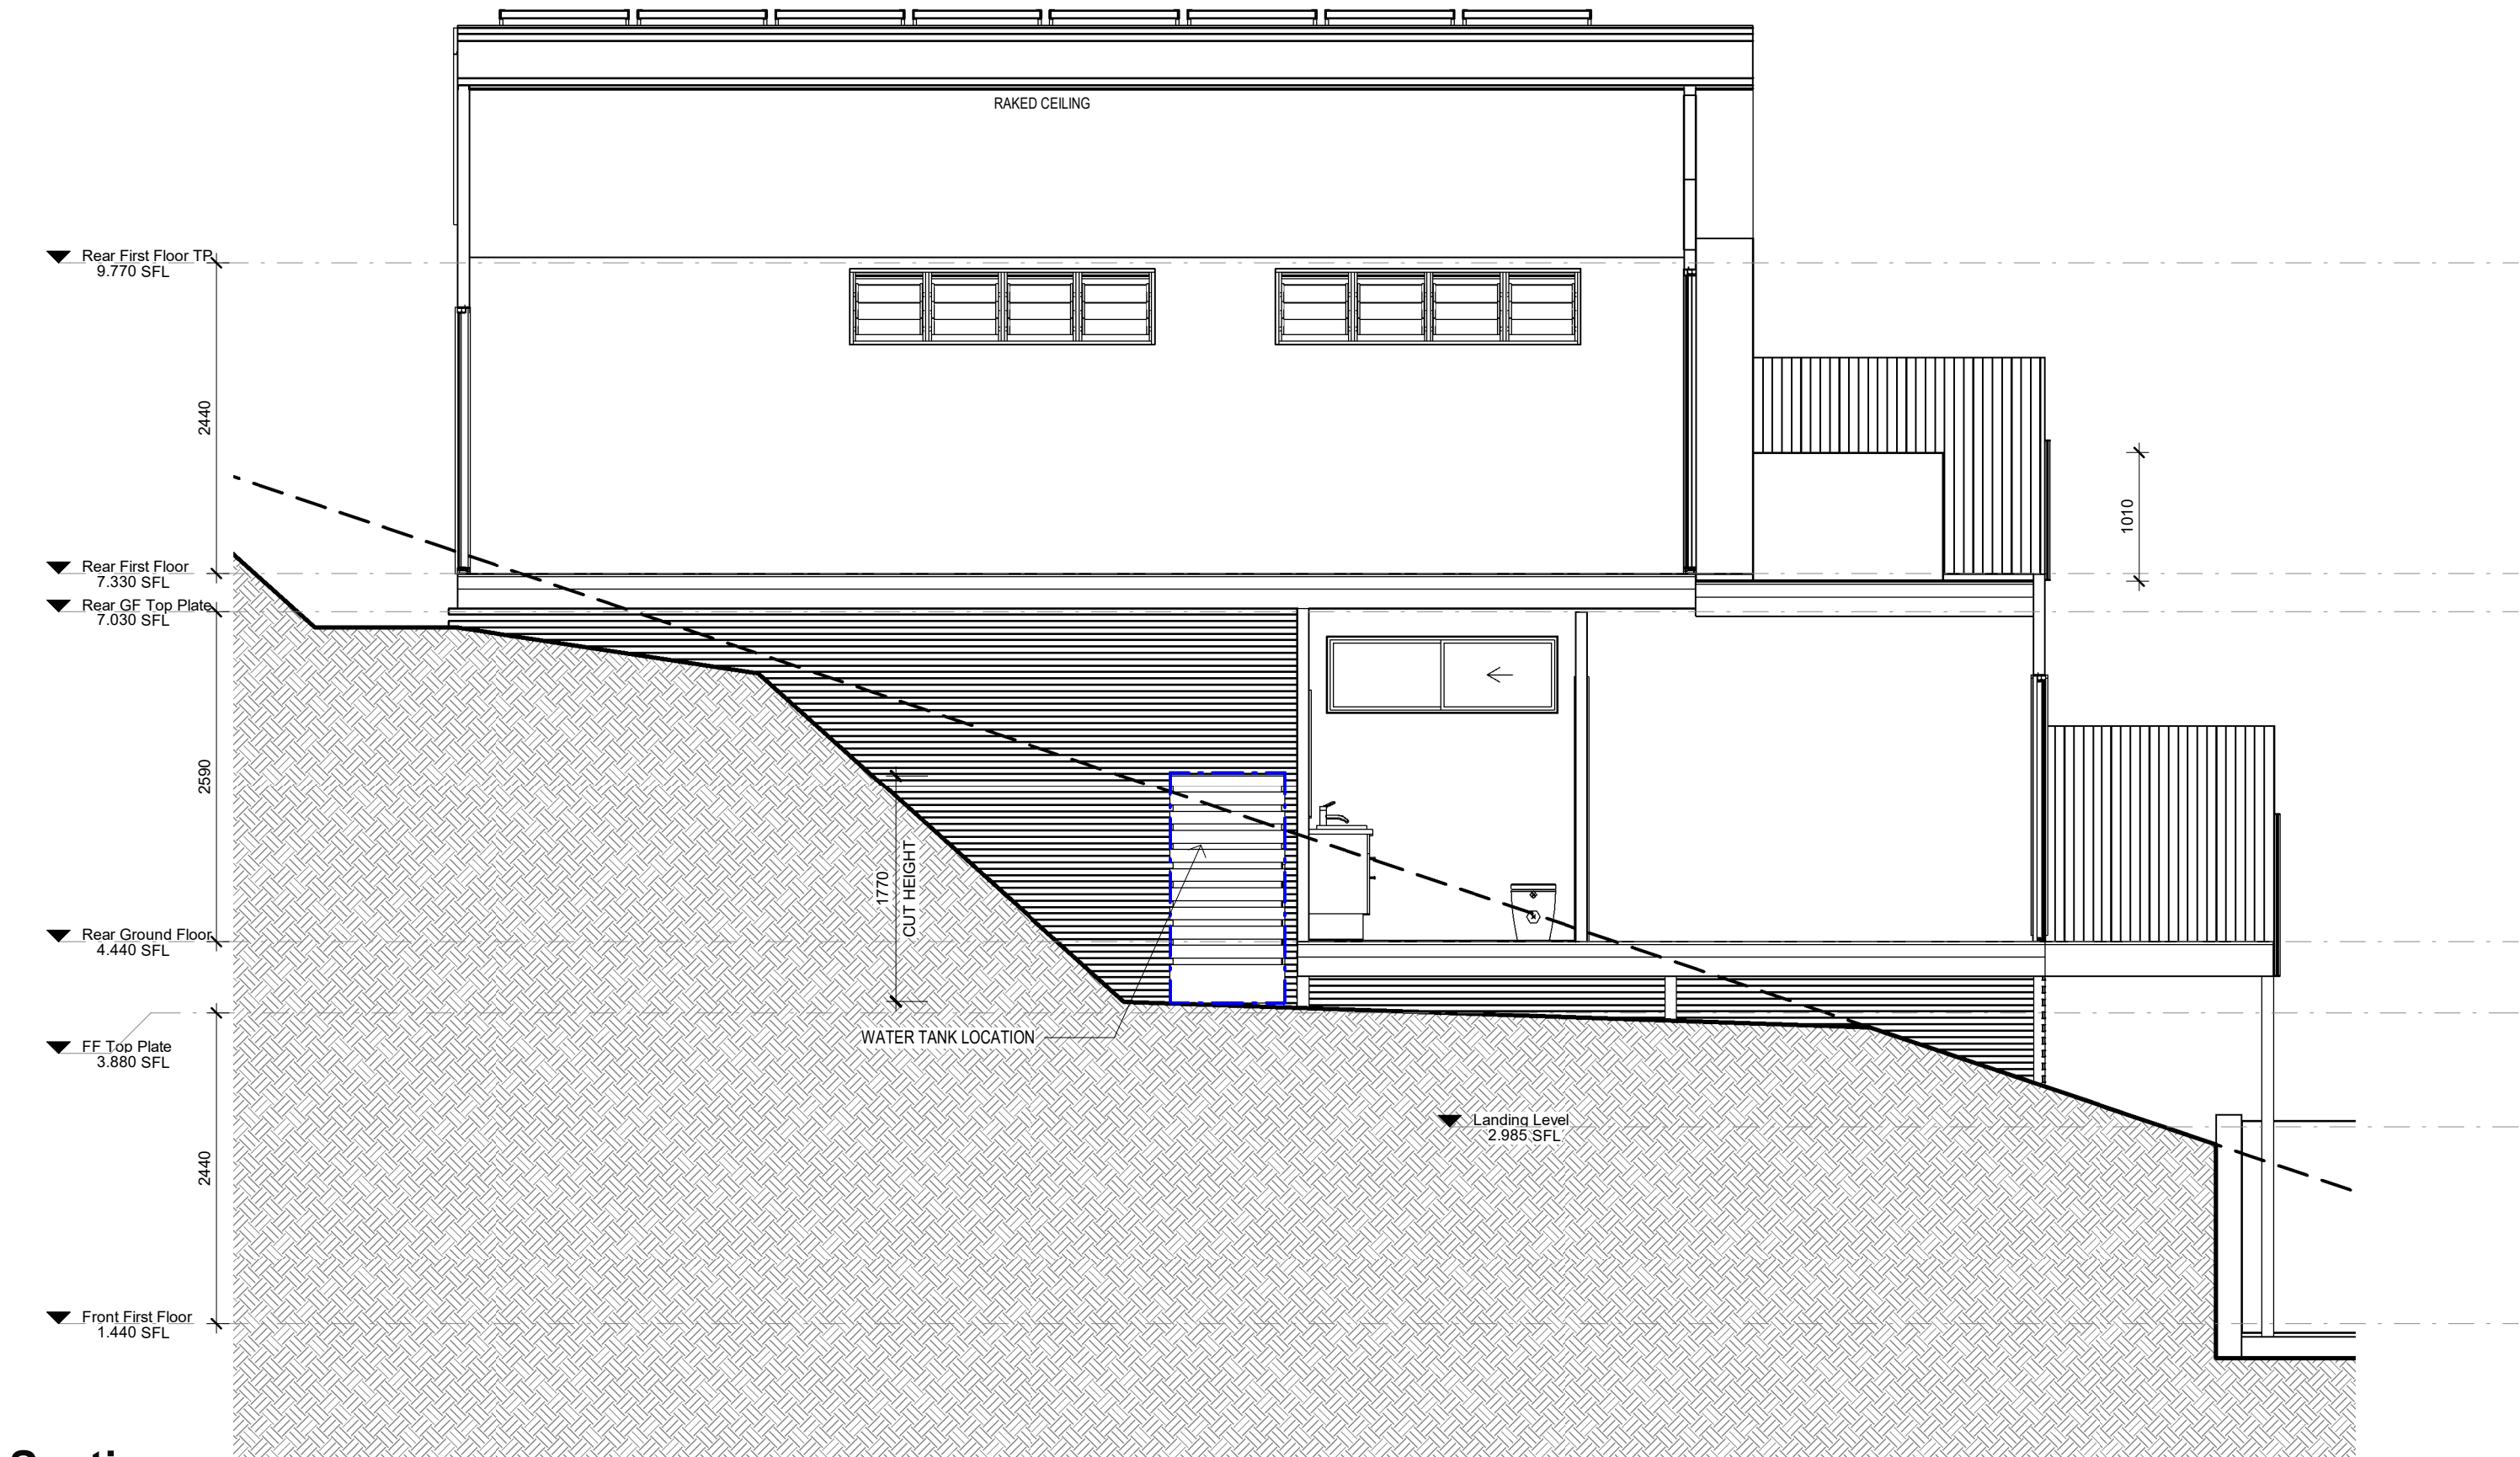 RAKED CEILING
Rear First Floor TP
9.770 SFL
2440
1010
Rear First Floor
7.330 SFL
Rear GF Top Plate
7.030 SFL
2590
1770
CUT HEIGHT
Rear Ground Floor
4.440 SFL
WATER TANK LOCATION
FF Top Plate
3.880 SFL
Landing Level
2.985 SFL
2440
Front First Floor
1.440 SFL